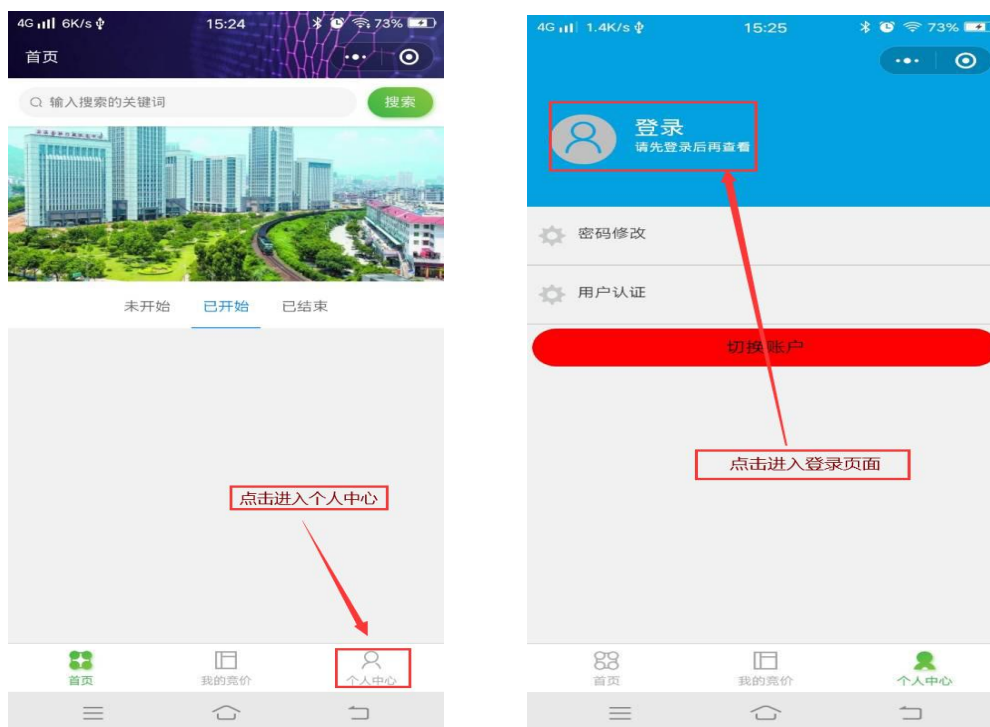 4G 6K/s 15:24 73%
首页
输入搜索的关键词 搜索
未开始 已开始 已结束
点击进入个人中心
首页 我的竞价 个人中心
4G 1.4K/s 15:25 73%
登录
请先登录后再查看
密码修改
用户认证
切换账户
点击进入登录页面
首页 我的竞价 个人中心